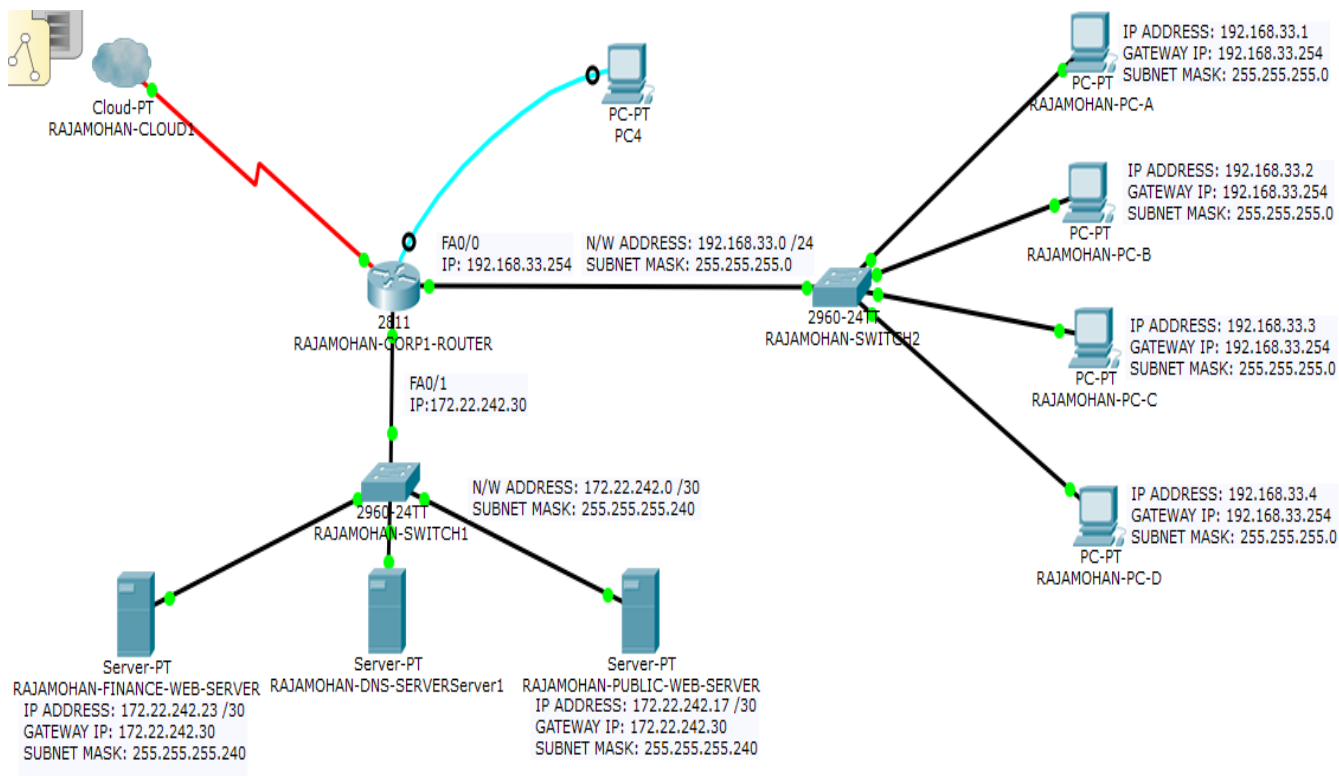 Cloud-PT
RAJAMOHAN-CLOUD1
PC-PT
PC4
IP ADDRESS: 192.168.33.1
GATEWAY IP: 192.168.33.254
SUBNET MASK: 255.255.255.0
PC-PT
RAJAMOHAN-PC-A
IP ADDRESS: 192.168.33.2
GATEWAY IP: 192.168.33.254
SUBNET MASK: 255.255.255.0
PC-PT
RAJAMOHAN-PC-B
FA0/0
IP: 192.168.33.254
N/W ADDRESS: 192.168.33.0 /24
SUBNET MASK: 255.255.255.0
2811
RAJAMOHAN-CORP1-ROUTER
2960-24TT
RAJAMOHAN-SWITCH2
IP ADDRESS: 192.168.33.3
GATEWAY IP: 192.168.33.254
SUBNET MASK: 255.255.255.0
PC-PT
RAJAMOHAN-PC-C
FA0/1
IP:172.22.242.30
N/W ADDRESS: 172.22.242.0 /30
SUBNET MASK: 255.255.255.240
2960-24TT
RAJAMOHAN-SWITCH1
IP ADDRESS: 192.168.33.4
GATEWAY IP: 192.168.33.254
SUBNET MASK: 255.255.255.0
PC-PT
RAJAMOHAN-PC-D
Server-PT
RAJAMOHAN-FINANCE-WEB-SERVER
IP ADDRESS: 172.22.242.23 /30
GATEWAY IP: 172.22.242.30
SUBNET MASK: 255.255.255.240
Server-PT
RAJAMOHAN-DNS-SERVERServer1
Server-PT
RAJAMOHAN-PUBLIC-WEB-SERVER
IP ADDRESS: 172.22.242.17 /30
GATEWAY IP: 172.22.242.30
SUBNET MASK: 255.255.255.240